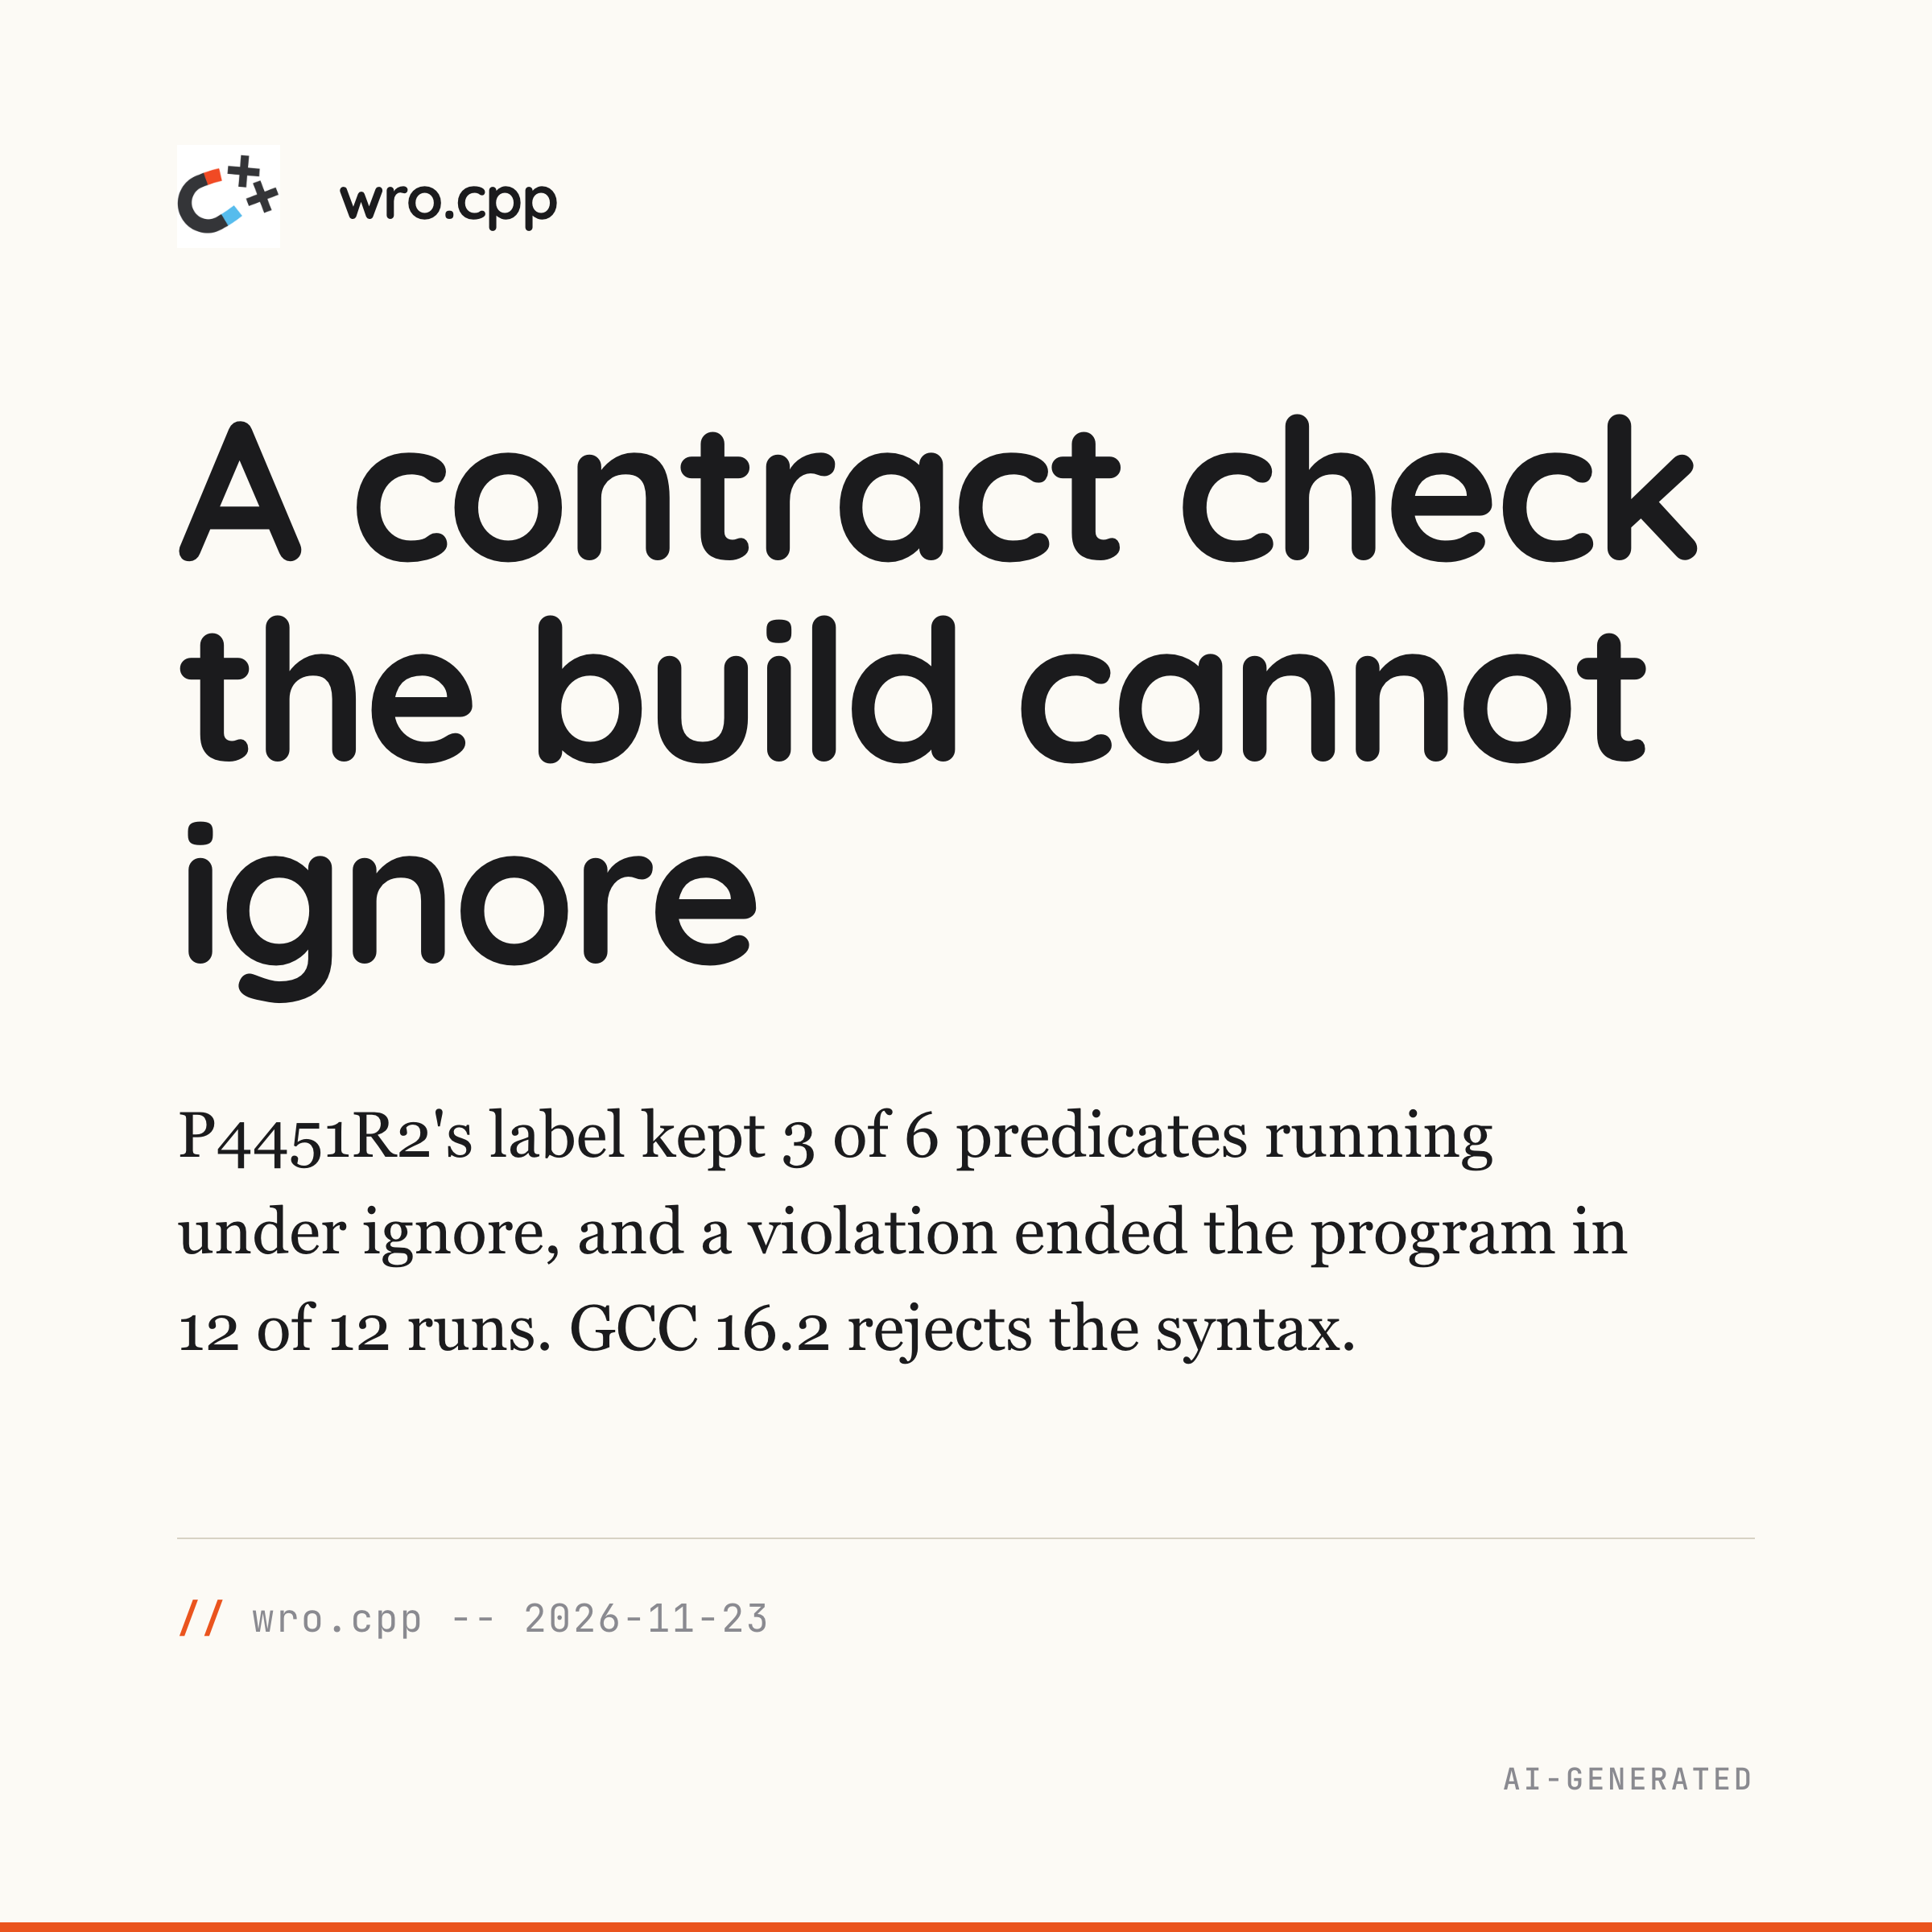 wro.cpp
A contract check
the build cannot
ignore
P4451R2's label kept 3 of 6 predicates running
under ignore, and a violation ended the program in
12 of 12 runs. GCC 16.2 rejects the syntax.
// wro.cpp -- 2026-11-23
AI-GENERATED